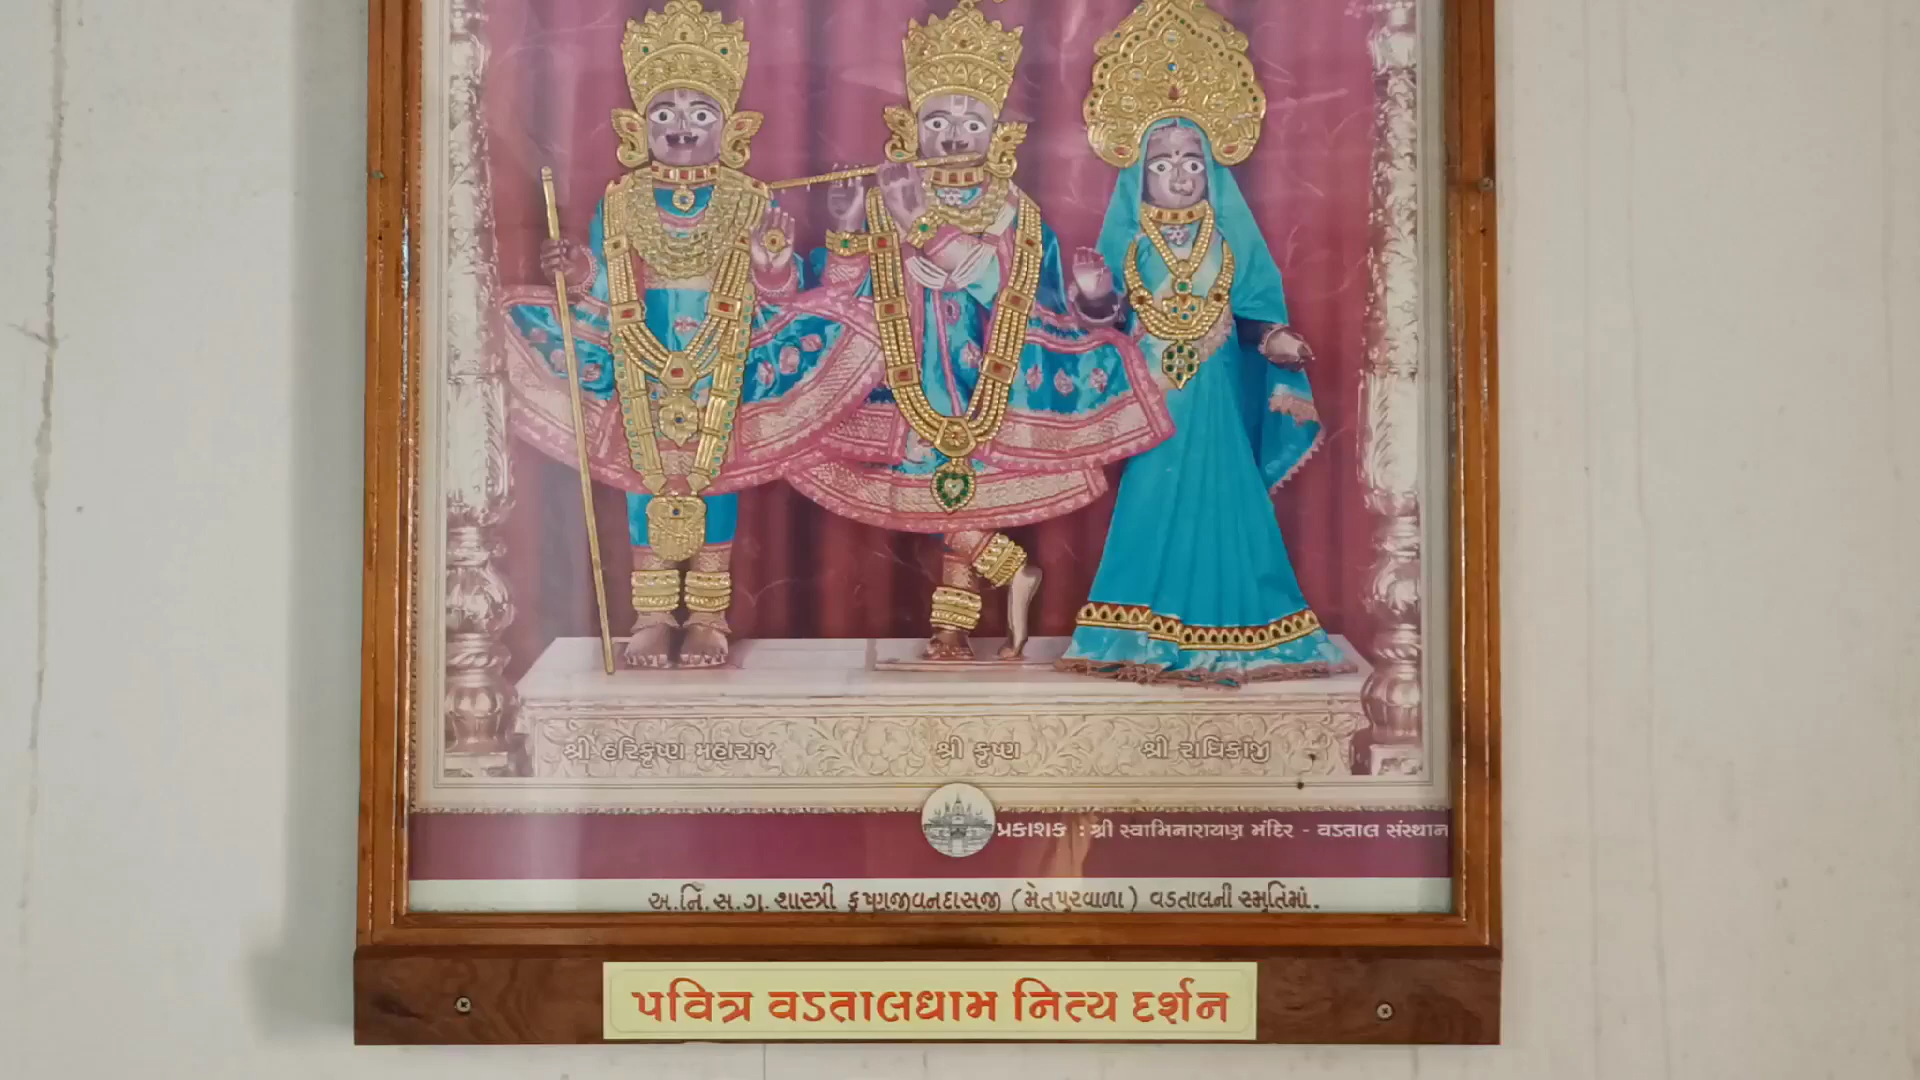 શ્રી હરિકૃષ્ણ મહારાજ શ્રી કૃષ્ણ શ્રી રાધિકાજી
પ્રકાશક : શ્રી સ્વામિનારાયણ મંદિર - વડતાલ સંસ્થાન
અ.નિ.સ.ગુ.શાસ્ત્રી કૃષ્ણજીવનદાસજી (મેતપુરવાળા) વડતાલની સ્મૃતિમાં.
પવિત્ર વડતાલધામ નિત્ય દર્શન